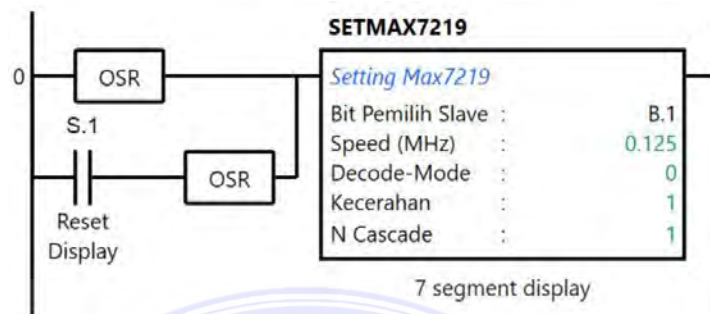 SETMAX7219
0
OSR
Setting Max7219
S.1
Bit Pemilih Slave : B.1
Speed (MHz) : 0.125
OSR
Decode-Mode : 0
Kecerahan : 1
Reset
Display
N Cascade : 1
7 segment display